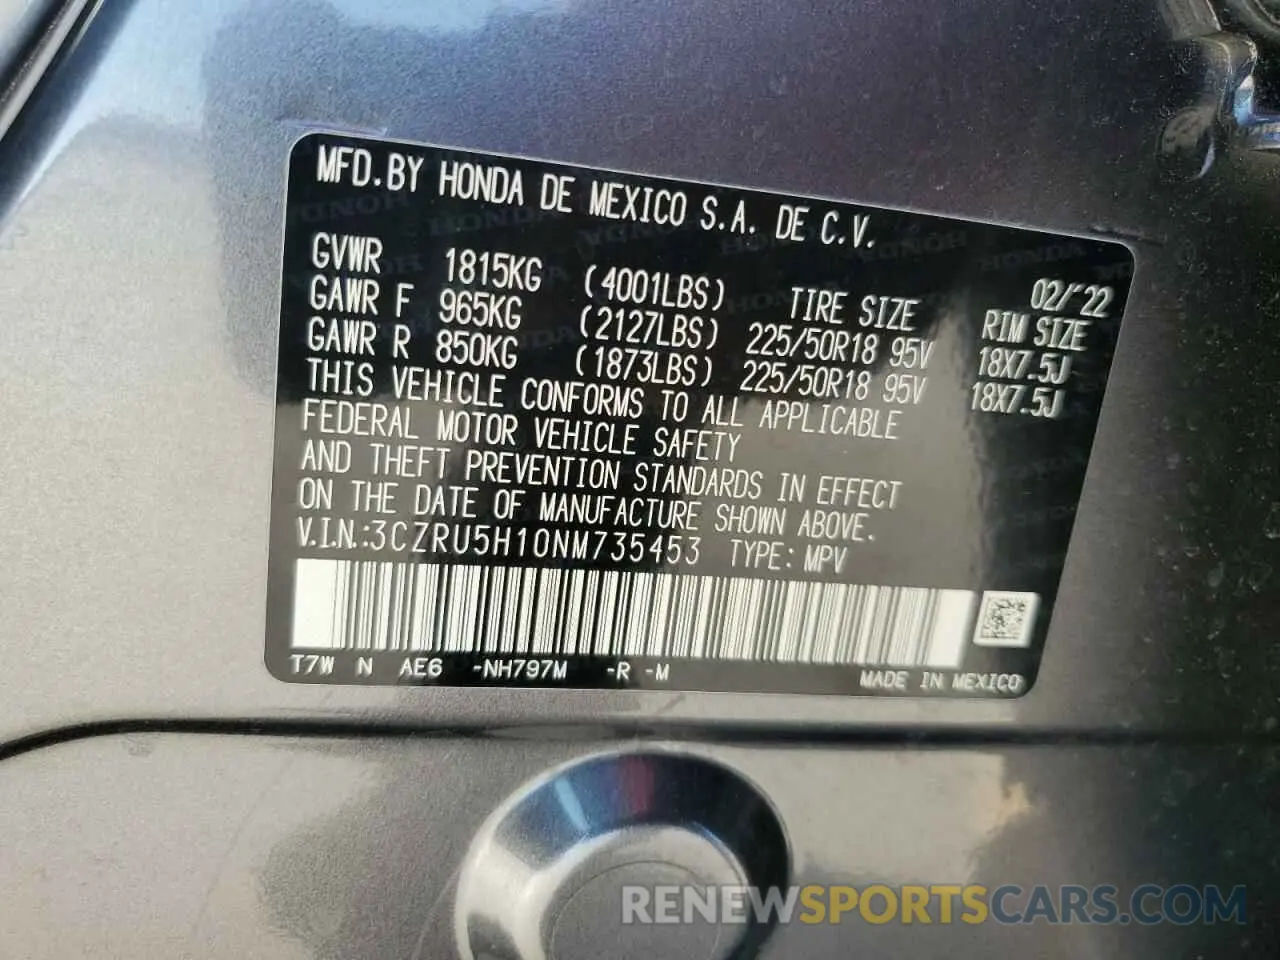 MFD.BY HONDA DE MEXICO S.A. DE C.V.
02/'22
GVWR 1815KG (4001LBS) TIRE SIZE RIM SIZE
GAWR F 965KG (2127LBS) 225/50R18 95V 18X7.5J
GAWR R 850KG (1873LBS) 225/50R18 95V 18X7.5J
THIS VEHICLE CONFORMS TO ALL APPLICABLE
FEDERAL MOTOR VEHICLE SAFETY
AND THEFT PREVENTION STANDARDS IN EFFECT
ON THE DATE OF MANUFACTURE SHOWN ABOVE.
V.I.N.:3CZRU5H10NM735453 TYPE: MPV
T7W N AE6 -NH797M -R -M MADE IN MEXICO
RENEWSPORTSCARS.COM